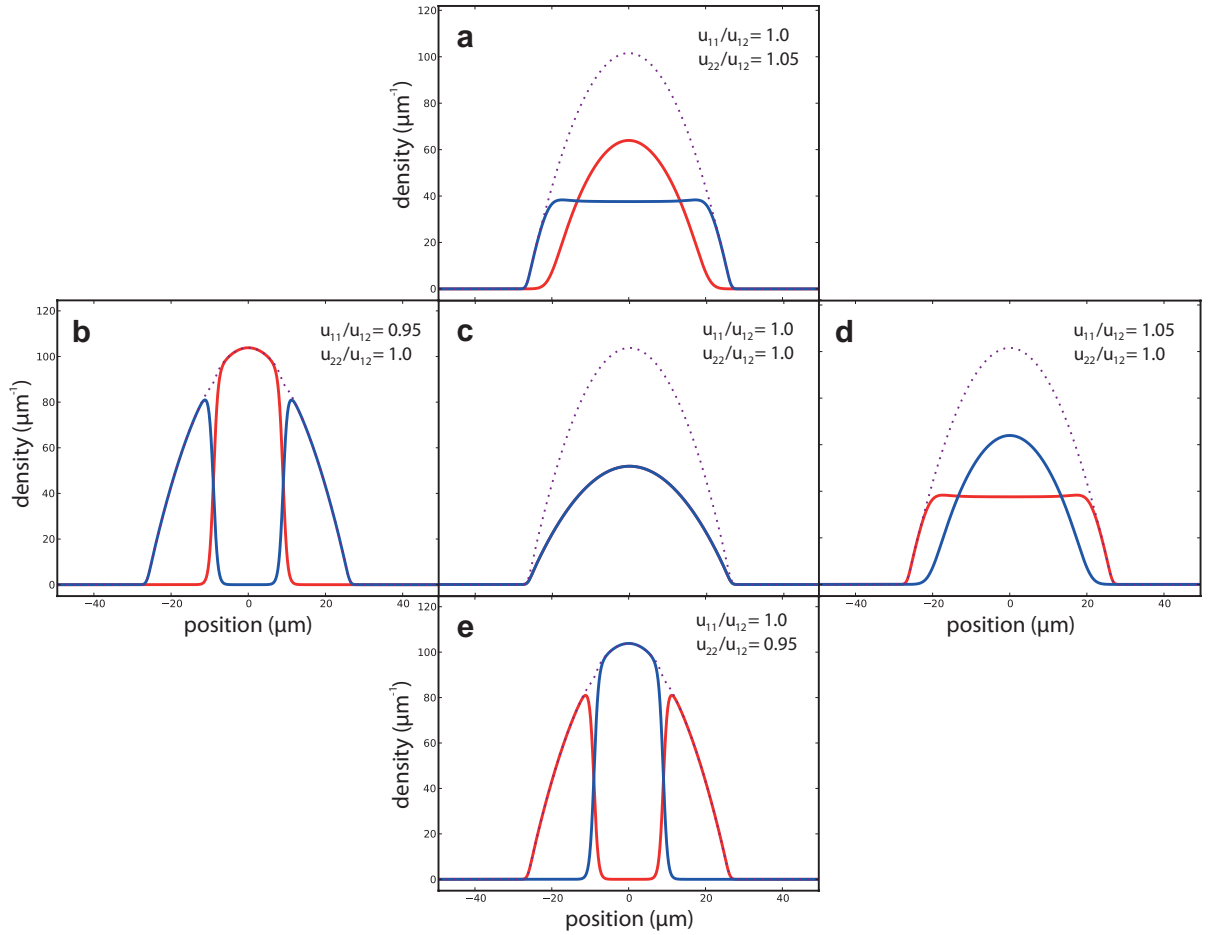 a
u₁₁/u₁₂= 1.0
u₂₂/u₁₂= 1.05
120
100
80
60
40
20
0
density (µm⁻¹)
b
u₁₁/u₁₂= 0.95
u₂₂/u₁₂= 1.0
120
100
80
60
40
20
0
density (µm⁻¹)
−40 −20 0 20 40
position (µm)
c
u₁₁/u₁₂= 1.0
u₂₂/u₁₂= 1.0
d
u₁₁/u₁₂= 1.05
u₂₂/u₁₂= 1.0
−40 −20 0 20 40
position (µm)
e
u₁₁/u₁₂= 1.0
u₂₂/u₁₂= 0.95
120
100
80
60
40
20
0
density (µm⁻¹)
−40 −20 0 20 40
position (µm)